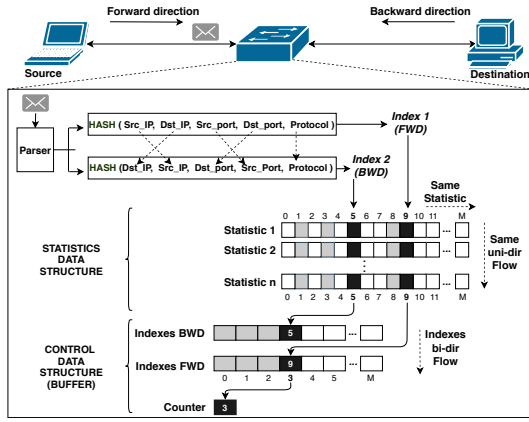 Forward direction
Backward direction
Source
Destination
Parser
HASH ( Src_IP, Dst_IP, Src_port, Dst_port, Protocol )
Index 1
(FWD)
HASH (Dst_IP, Src_IP, Dst_port, Src_Port, Protocol )
Index 2
(BWD)
Same
Statistic
0 1 2 3 4 5 6 7 8 9 10 11 M
Statistic 1 ...
Statistic 2 ...
Statistic n ...
0 1 2 3 4 5 6 7 8 9 10 11 M
STATISTICS
DATA
STRUCTURE
Same
uni-dir
Flow
Indexes BWD 5 ...
Indexes FWD 9 ...
0 1 2 3 4 5 M
Indexes
bi-dir
Flow
CONTROL
DATA
STRUCTURE
(BUFFER)
Counter 3